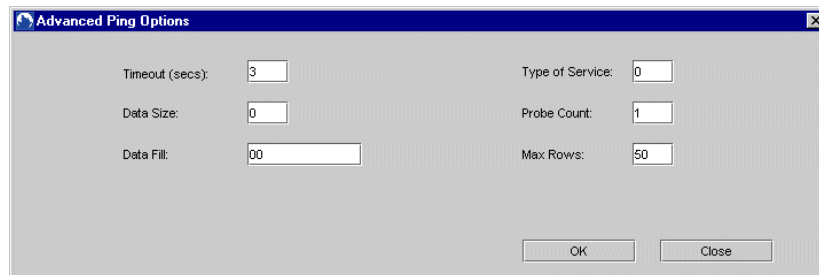 Advanced Ping Options
Timeout (secs): 3 Type of Service: 0
Data Size: 0 Probe Count: 1
Data Fill: 00 Max Rows: 50
OK Close